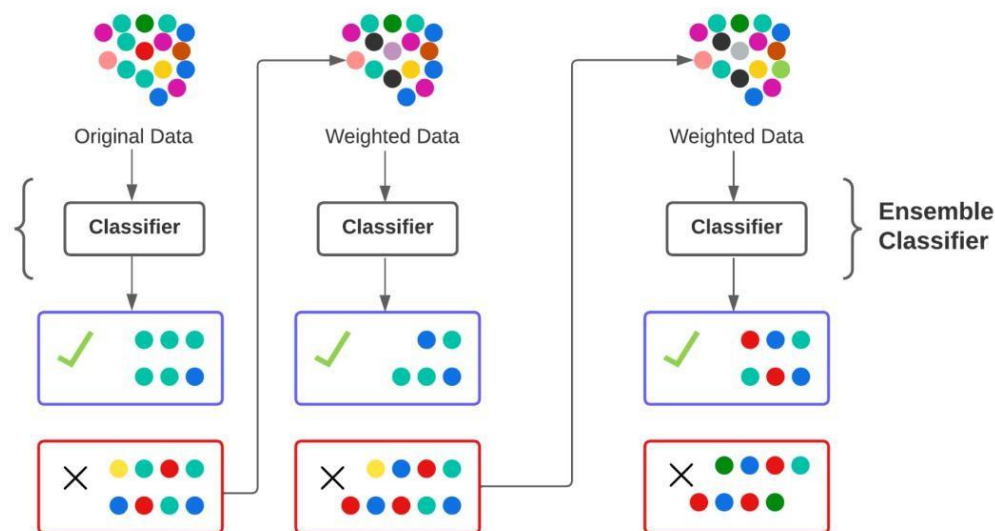 Original Data
Weighted Data
Weighted Data
Classifier
Classifier
Classifier
Ensemble
Classifier